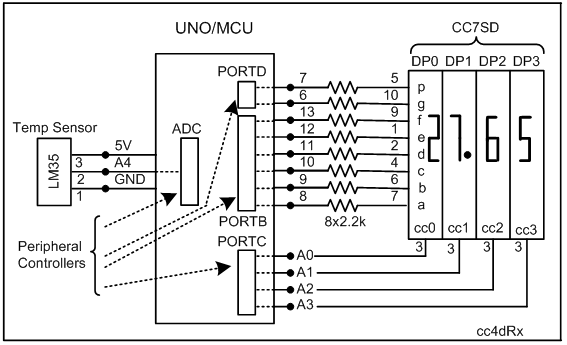 UNO/MCU
CC7SD
DP0 DP1 DP2 DP3
PORTD
7 5 p
6 10 g
13 9 f
12 1 e
11 2 d
10 4 c
9 6 b
8 7 a
27.65
Temp Sensor
ADC
LM35
5V
3 A4
2 GND
1
PORTB
8x2.2k
PORTC
cc0 cc1 cc2 cc3
3 3 3 3
Peripheral
Controllers
A0
A1
A2
A3
cc4dRx